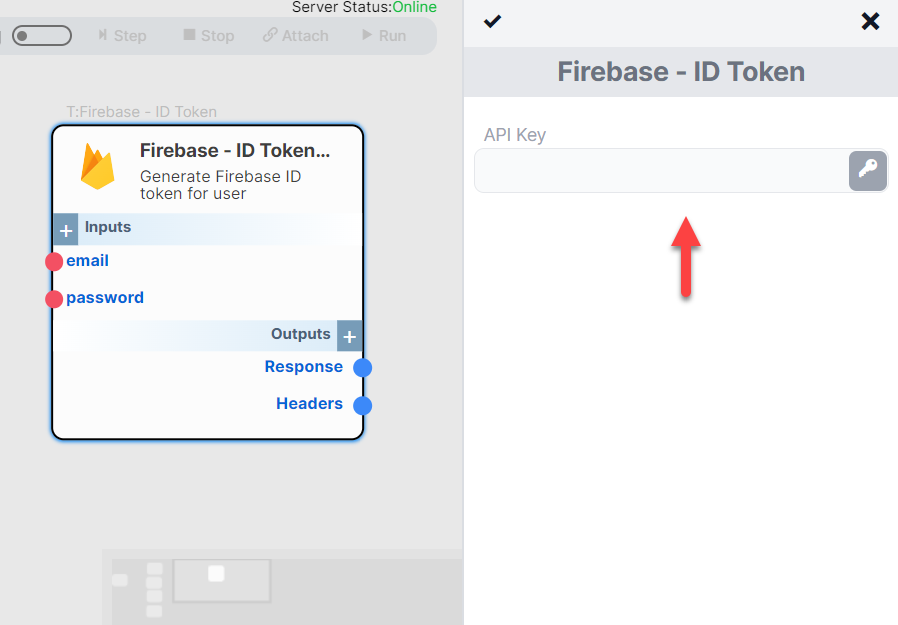 Server Status:Online
Step Stop Attach Run
T:Firebase - ID Token
Firebase - ID Token...
Generate Firebase ID
token for user
Inputs
email
password
Outputs
Response
Headers
Firebase - ID Token
API Key